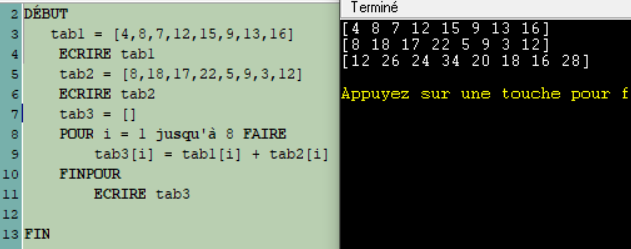 2 DÉBUT
3 tab1 = [4,8,7,12,15,9,13,16]
4 ECRIRE tab1
5 tab2 = [8,18,17,22,5,9,3,12]
6 ECRIRE tab2
7 tab3 = []
8 POUR i = 1 jusqu'à 8 FAIRE
9 tab3[i] = tab1[i] + tab2[i]
10 FINPOUR
11 ECRIRE tab3
12
13 FIN
Terminé
[4 8 7 12 15 9 13 16]
[8 18 17 22 5 9 3 12]
[12 26 24 34 20 18 16 28]
Appuyez sur une touche pour f